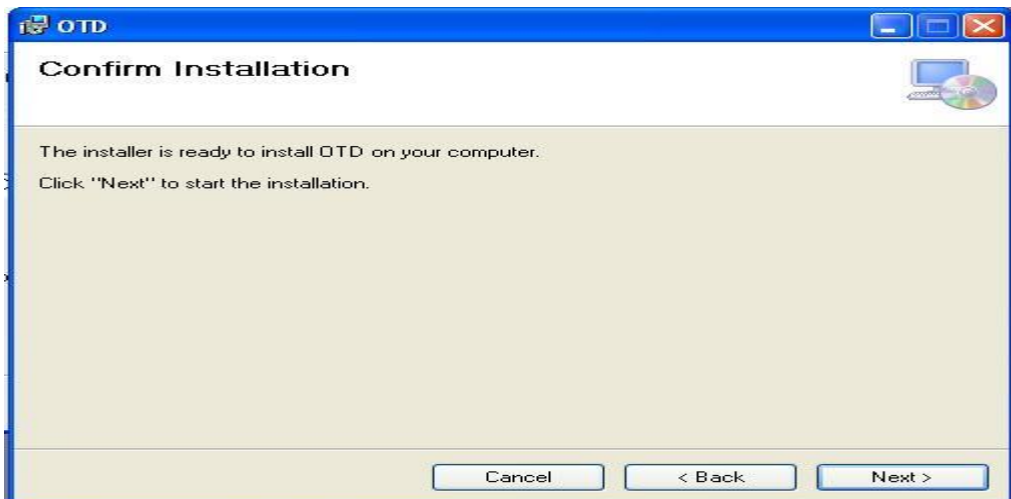 OTD
Confirm Installation
The installer is ready to install OTD on your computer.
Click "Next" to start the installation.
Cancel
< Back
Next >